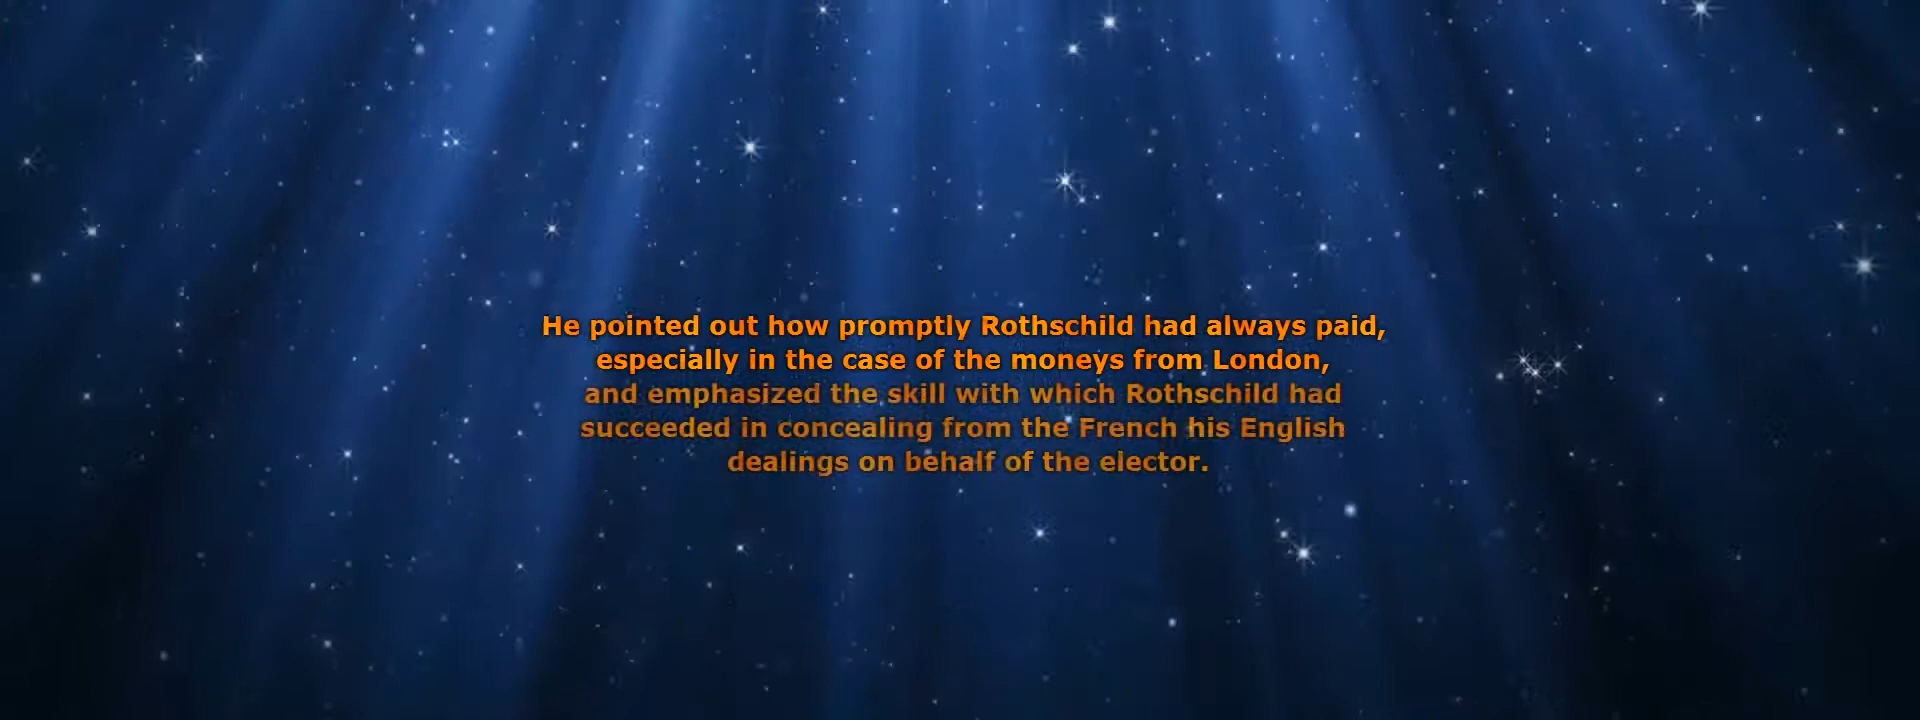 He pointed out how promptly Rothschild had always paid,
especially in the case of the moneys from London,
and emphasized the skill with which Rothschild had
succeeded in concealing from the French his English
dealings on behalf of the elector.